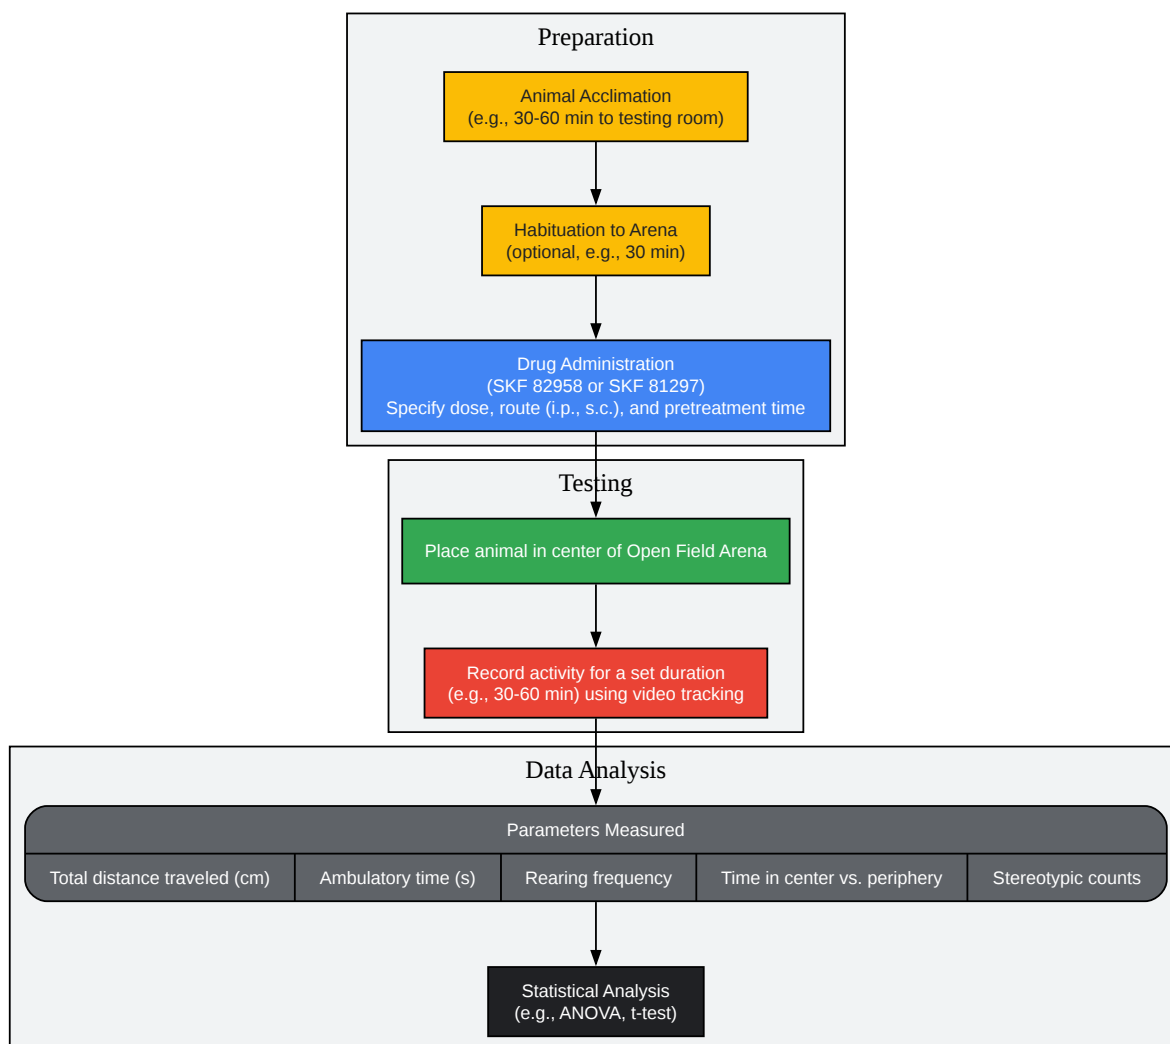 Preparation
Animal Acclimation
(e.g., 30-60 min to testing room)
Habituation to Arena
(optional, e.g., 30 min)
Drug Administration
(SKF 82958 or SKF 81297)
Specify dose, route (i.p., s.c.), and pretreatment time
Testing
Place animal in center of Open Field Arena
Record activity for a set duration
(e.g., 30-60 min) using video tracking
Data Analysis
Parameters Measured
Total distance traveled (cm)
Ambulatory time (s)
Rearing frequency
Time in center vs. periphery
Stereotypic counts
Statistical Analysis
(e.g., ANOVA, t-test)